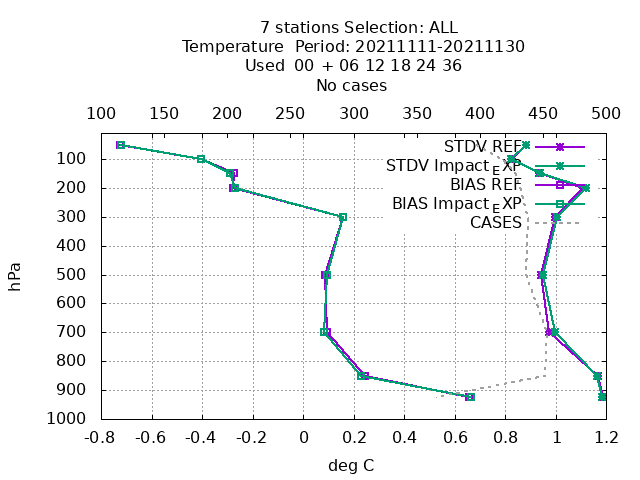 7 stations Selection: ALL
Temperature  Period: 20211111-20211130
Used  00 + 06 12 18 24 36
No cases
100 150 200 250 300 350 400 450 500
STDV REF
STDV Impact_EXP
BIAS REF
BIAS Impact_EXP
CASES
100
200
300
400
500
600
700
800
900
1000
hPa
-0.8 -0.6 -0.4 -0.2 0 0.2 0.4 0.6 0.8 1 1.2
deg C